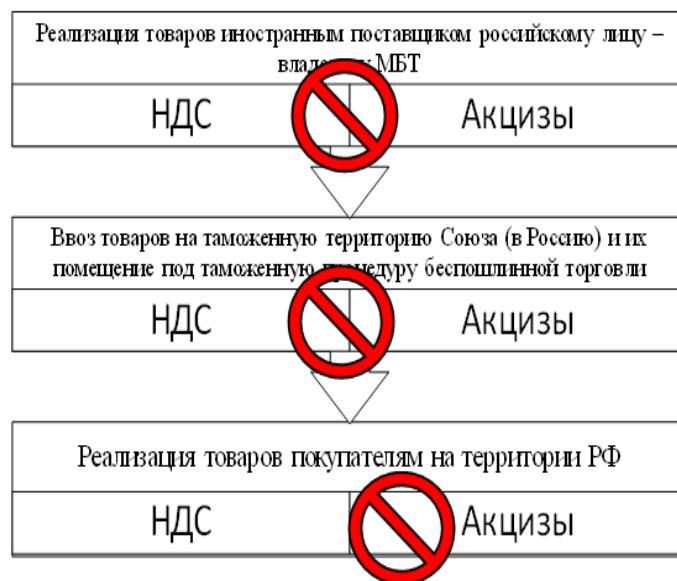 Реализация товаров иностранным поставщиком российскому лицу –
МБТ
НДС Акцизы
Ввоз товаров на таможенную территорию Союза (в Россию) и их
помещение под таможенную процедуру беспошлинной торговли
НДС Акцизы
Реализация товаров покупателям на территории РФ
НДС Акцизы